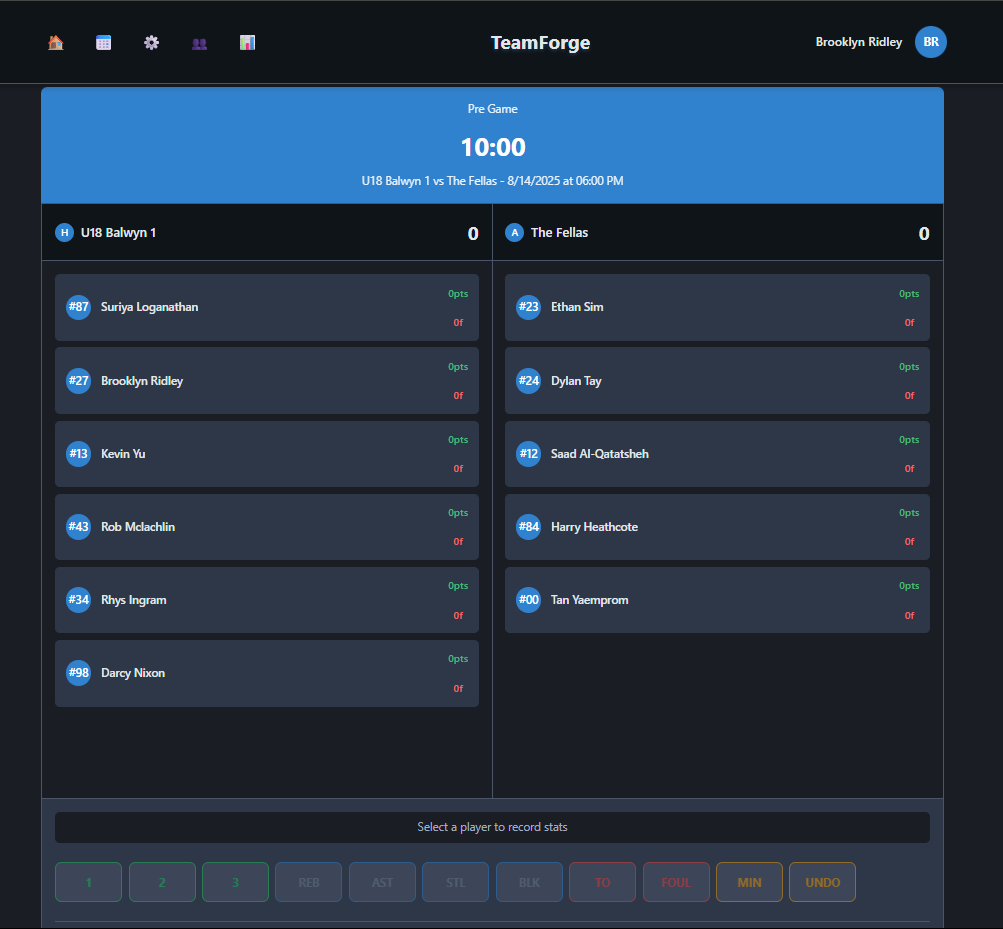 TeamForge
Brooklyn Ridley
BR
Pre Game
10:00
U18 Balwyn 1 vs The Fellas - 8/14/2025 at 06:00 PM
H U18 Balwyn 1 0
#87 Suriya Loganathan 0pts
0f
#27 Brooklyn Ridley 0pts
0f
#13 Kevin Yu 0pts
0f
#43 Rob Mclachlin 0pts
0f
#34 Rhys Ingram 0pts
0f
#98 Darcy Nixon 0pts
0f
A The Fellas 0
#23 Ethan Sim 0pts
0f
#24 Dylan Tay 0pts
0f
#12 Saad Al-Qatatsheh 0pts
0f
#84 Harry Heathcote 0pts
0f
#00 Tan Yaemprom 0pts
0f
Select a player to record stats
1 2 3 REB AST STL BLK TO FOUL MIN UNDO